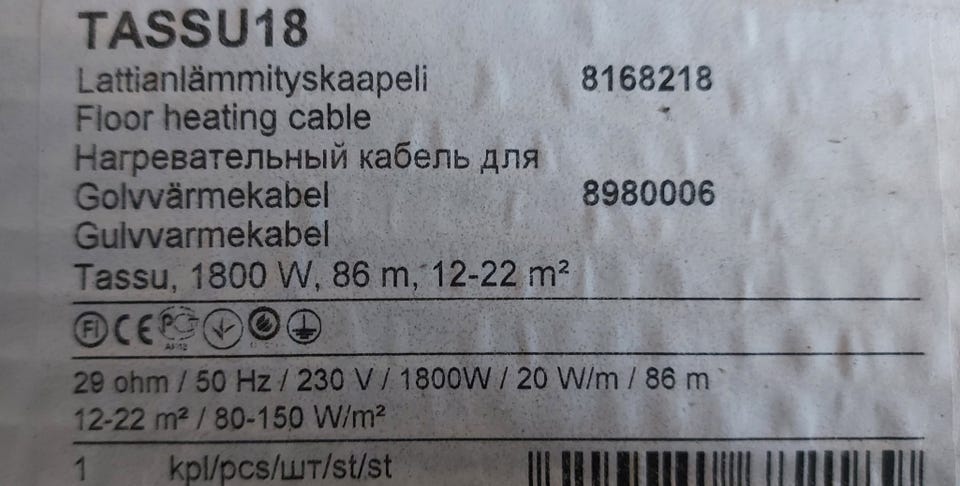 TASSU18
Lattianlämmityskaapeli 8168218
Floor heating cable
Нагревательный кабель для
Golvvärmekabel 8980006
Gulvvarmekabel
Tassu, 1800 W, 86 m, 12-22 m²
FI CE
29 ohm / 50 Hz / 230 V / 1800W / 20 W/m / 86 m
12-22 m² / 80-150 W/m²
1 kpl/pcs/шт/st/st